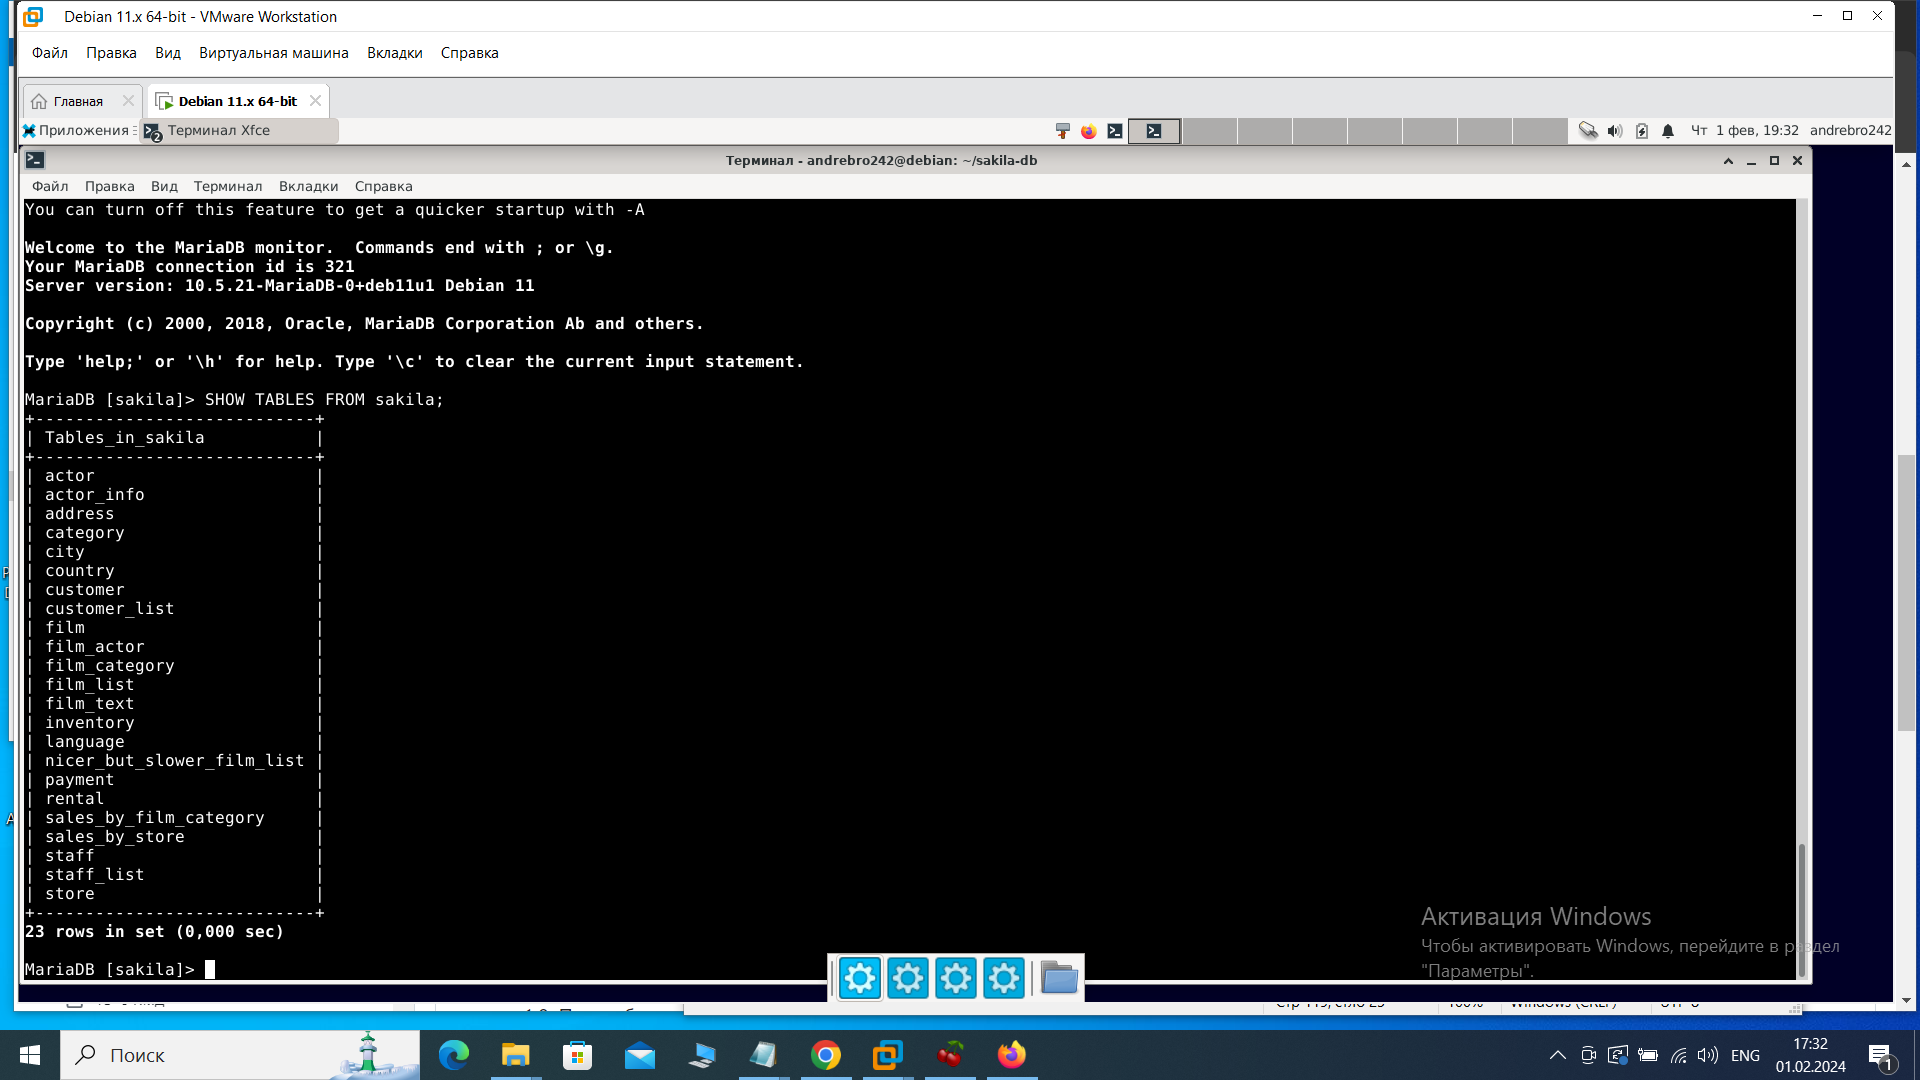 Debian 11.x 64-bit - VMware Workstation
Файл Правка Вид Виртуальная машина Вкладки Справка
Главная Debian 11.x 64-bit
Приложения Терминал Xfce Чт 1 фев, 19:32 andrebro242
2
Терминал - andrebro242@debian: ~/sakila-db
Файл Правка Вид Терминал Вкладки Справка
You can turn off this feature to get a quicker startup with -A
Welcome to the MariaDB monitor.  Commands end with ; or \g.
Your MariaDB connection id is 321
Server version: 10.5.21-MariaDB-0+deb11u1 Debian 11
Copyright (c) 2000, 2018, Oracle, MariaDB Corporation Ab and others.
Type 'help;' or '\h' for help. Type '\c' to clear the current input statement.
MariaDB [sakila]> SHOW TABLES FROM sakila;
+----------------------------+
| Tables_in_sakila           |
+----------------------------+
| actor                      |
| actor_info                 |
| address                    |
| category                   |
| city                       |
| country                    |
| customer                   |
| customer_list              |
| film                       |
| film_actor                 |
| film_category              |
| film_list                  |
| film_text                  |
| inventory                  |
| language                   |
| nicer_but_slower_film_list |
| payment                    |
| rental                     |
| sales_by_film_category     |
| sales_by_store             |
| staff                      |
| staff_list                 |
| store                      |
+----------------------------+
23 rows in set (0,000 sec)
MariaDB [sakila]>
Активация Windows
Чтобы активировать Windows, перейдите в раздел
"Параметры".
Поиск
ENG
17:32
01.02.2024
1